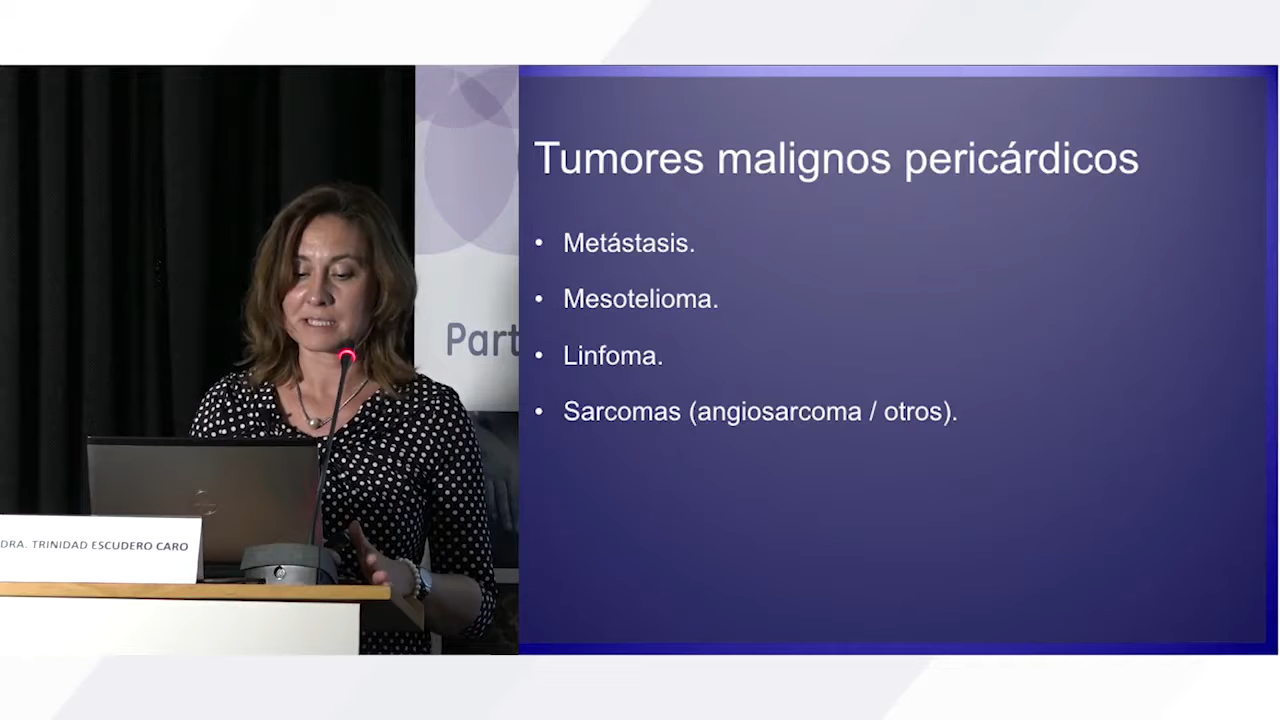 Part
DRA. TRINIDAD ESCUDERO CARO
Tumores malignos pericárdicos
• Metástasis.
• Mesotelioma.
• Linfoma.
• Sarcomas (angiosarcoma / otros).